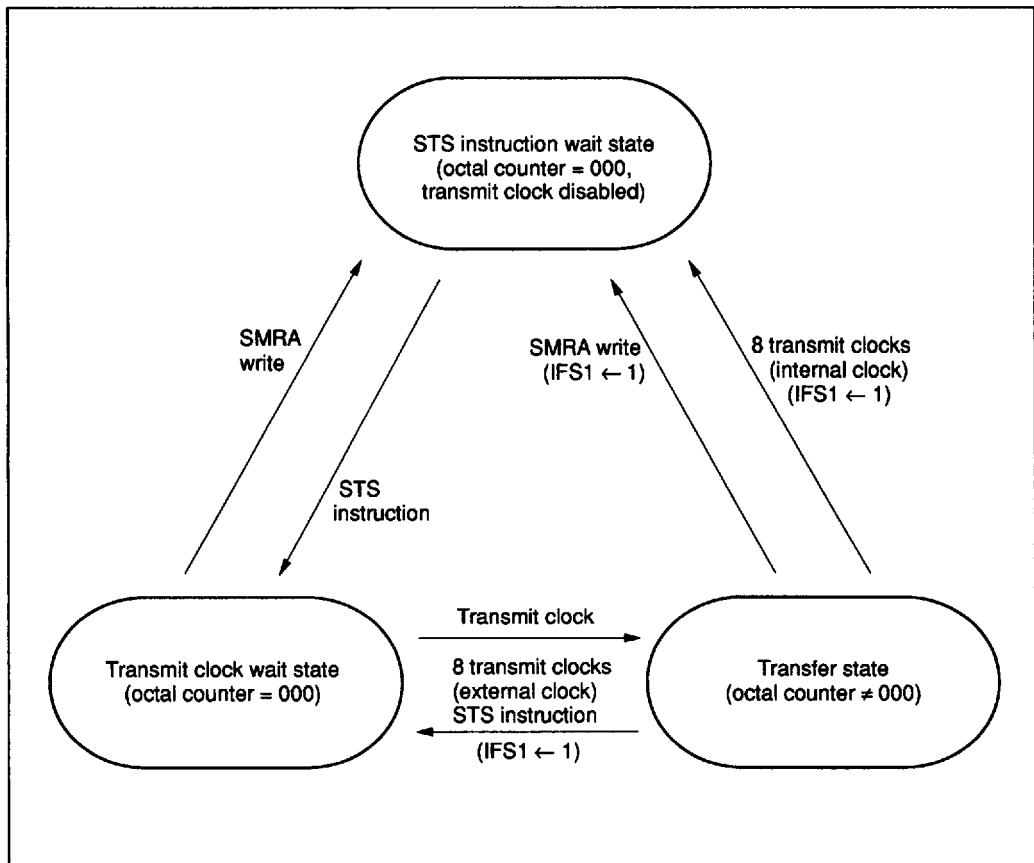 STS instruction wait state
(octal counter = 000,
transmit clock disabled)
SMRA
write
STS
instruction
SMRA write
(IFS1 ← 1)
8 transmit clocks
(internal clock)
(IFS1 ← 1)
Transmit clock wait state
(octal counter = 000)
Transmit clock
8 transmit clocks
(external clock)
STS instruction
(IFS1 ← 1)
Transfer state
(octal counter ≠ 000)